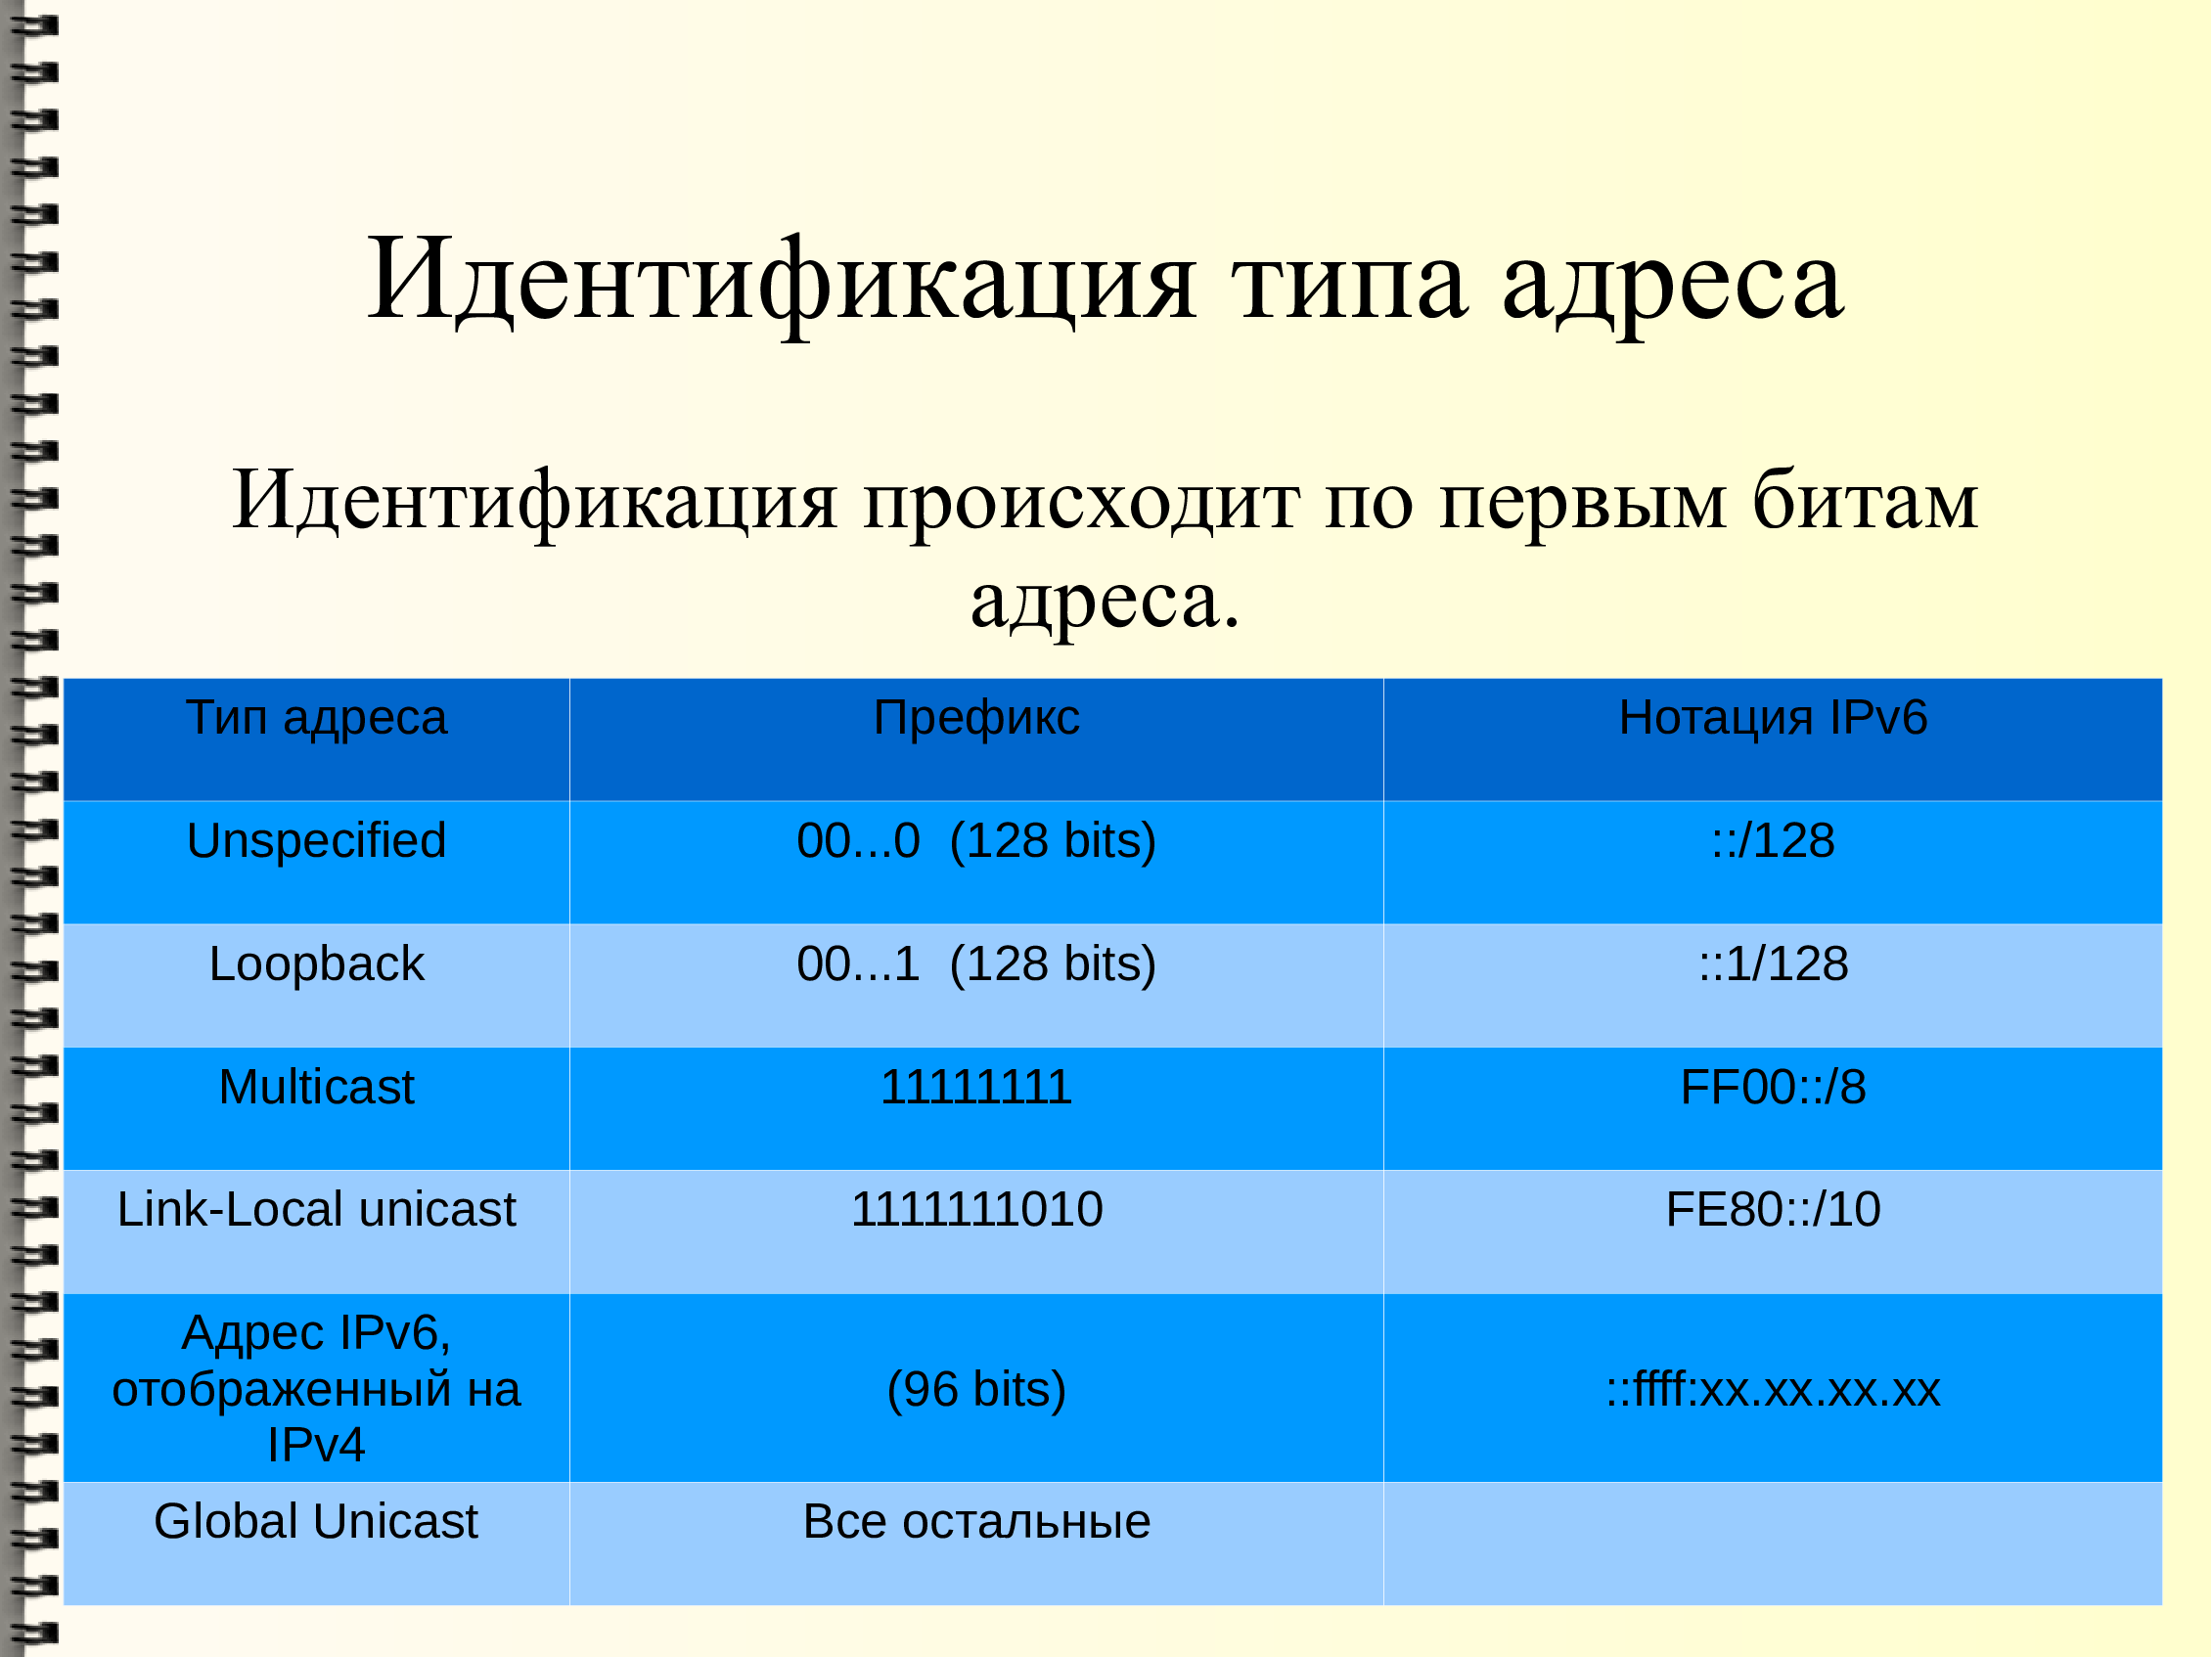 Идентификация типа адреса
Идентификация происходит по первым битам
адреса.
Тип адреса Префикс Нотация IPv6
Unspecified 00...0 (128 bits) ::/128
Loopback 00...1 (128 bits) ::1/128
Multicast 11111111 FF00::/8
Link-Local unicast 1111111010 FE80::/10
Адрес IPv6,
отображенный на
IPv4
(96 bits)
::ffff:xx.xx.xx.xx
Global Unicast Все остальные